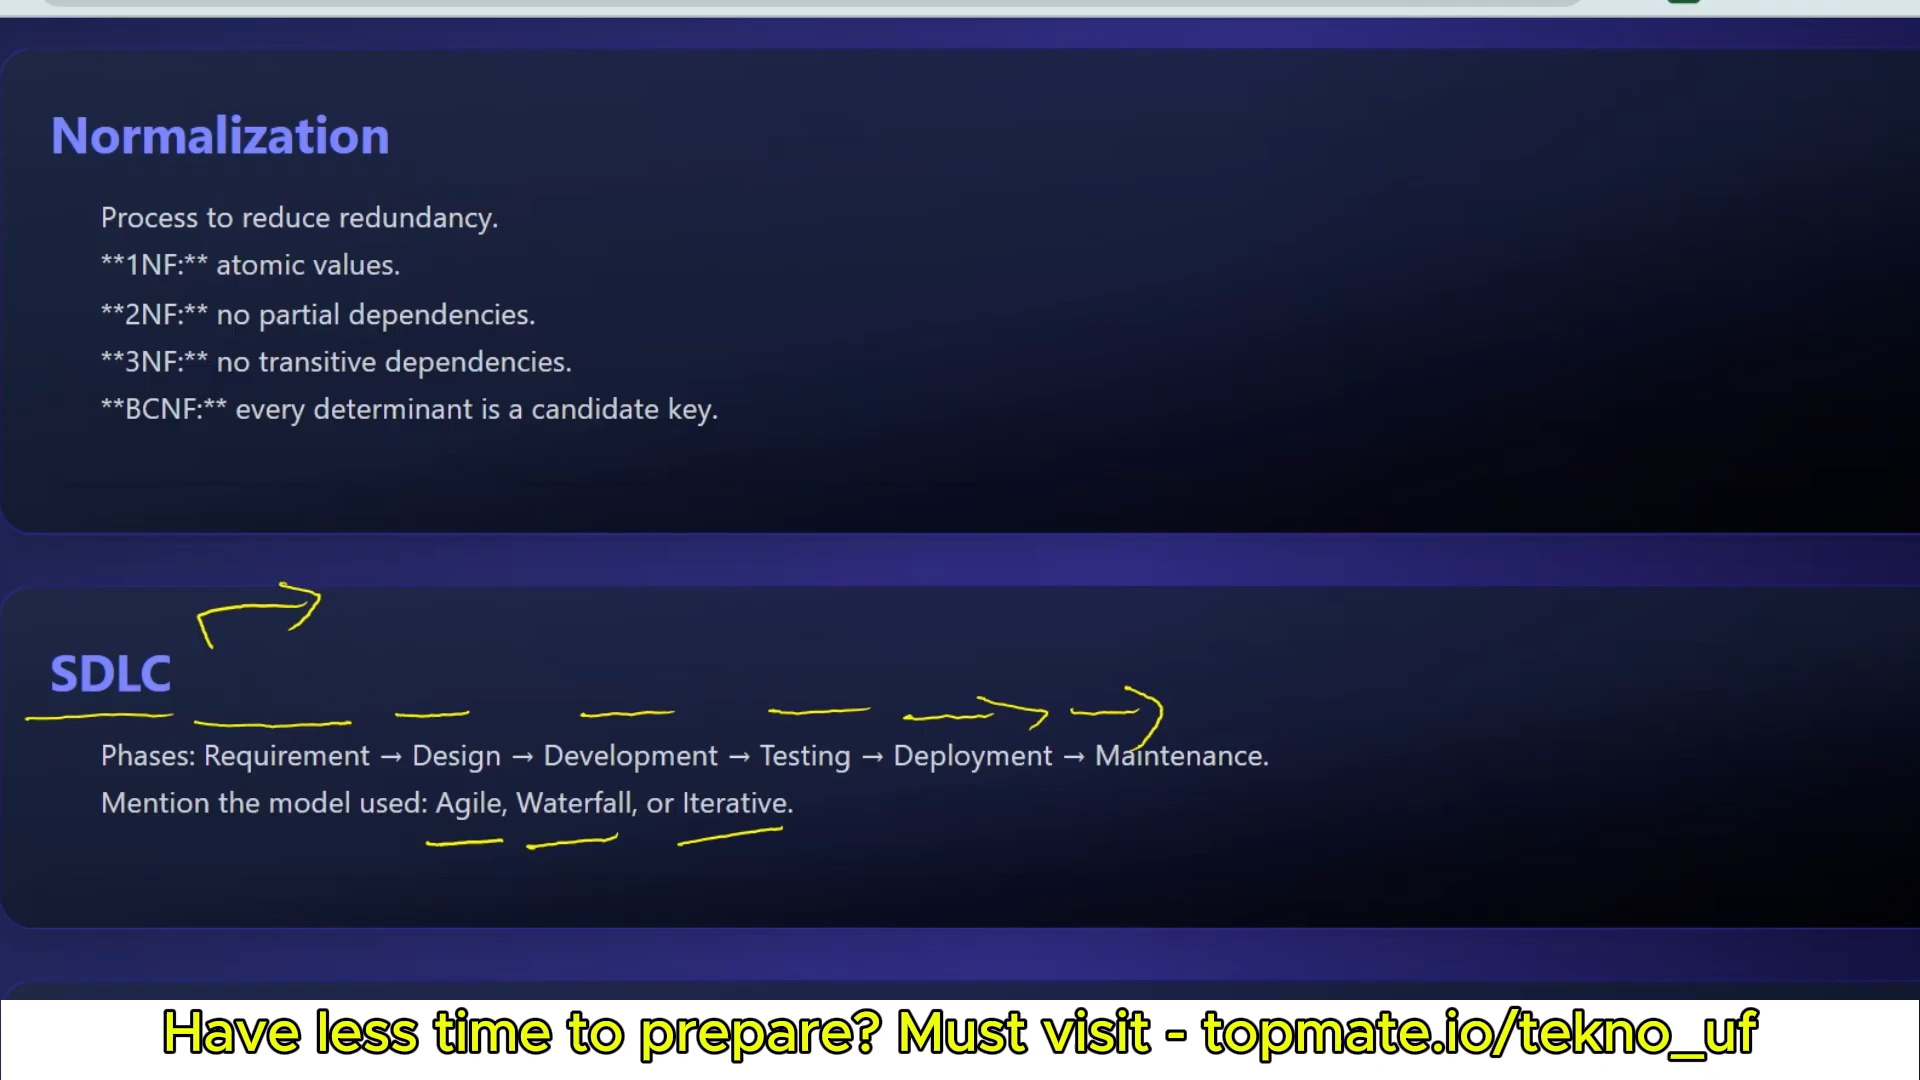 Normalization
Process to reduce redundancy.
**1NF:** atomic values.
**2NF:** no partial dependencies.
**3NF:** no transitive dependencies.
**BCNF:** every determinant is a candidate key.
SDLC
Phases: Requirement → Design → Development → Testing → Deployment → Maintenance.
Mention the model used: Agile, Waterfall, or Iterative.
Have less time to prepare? Must visit - topmate.io/tekno_uf